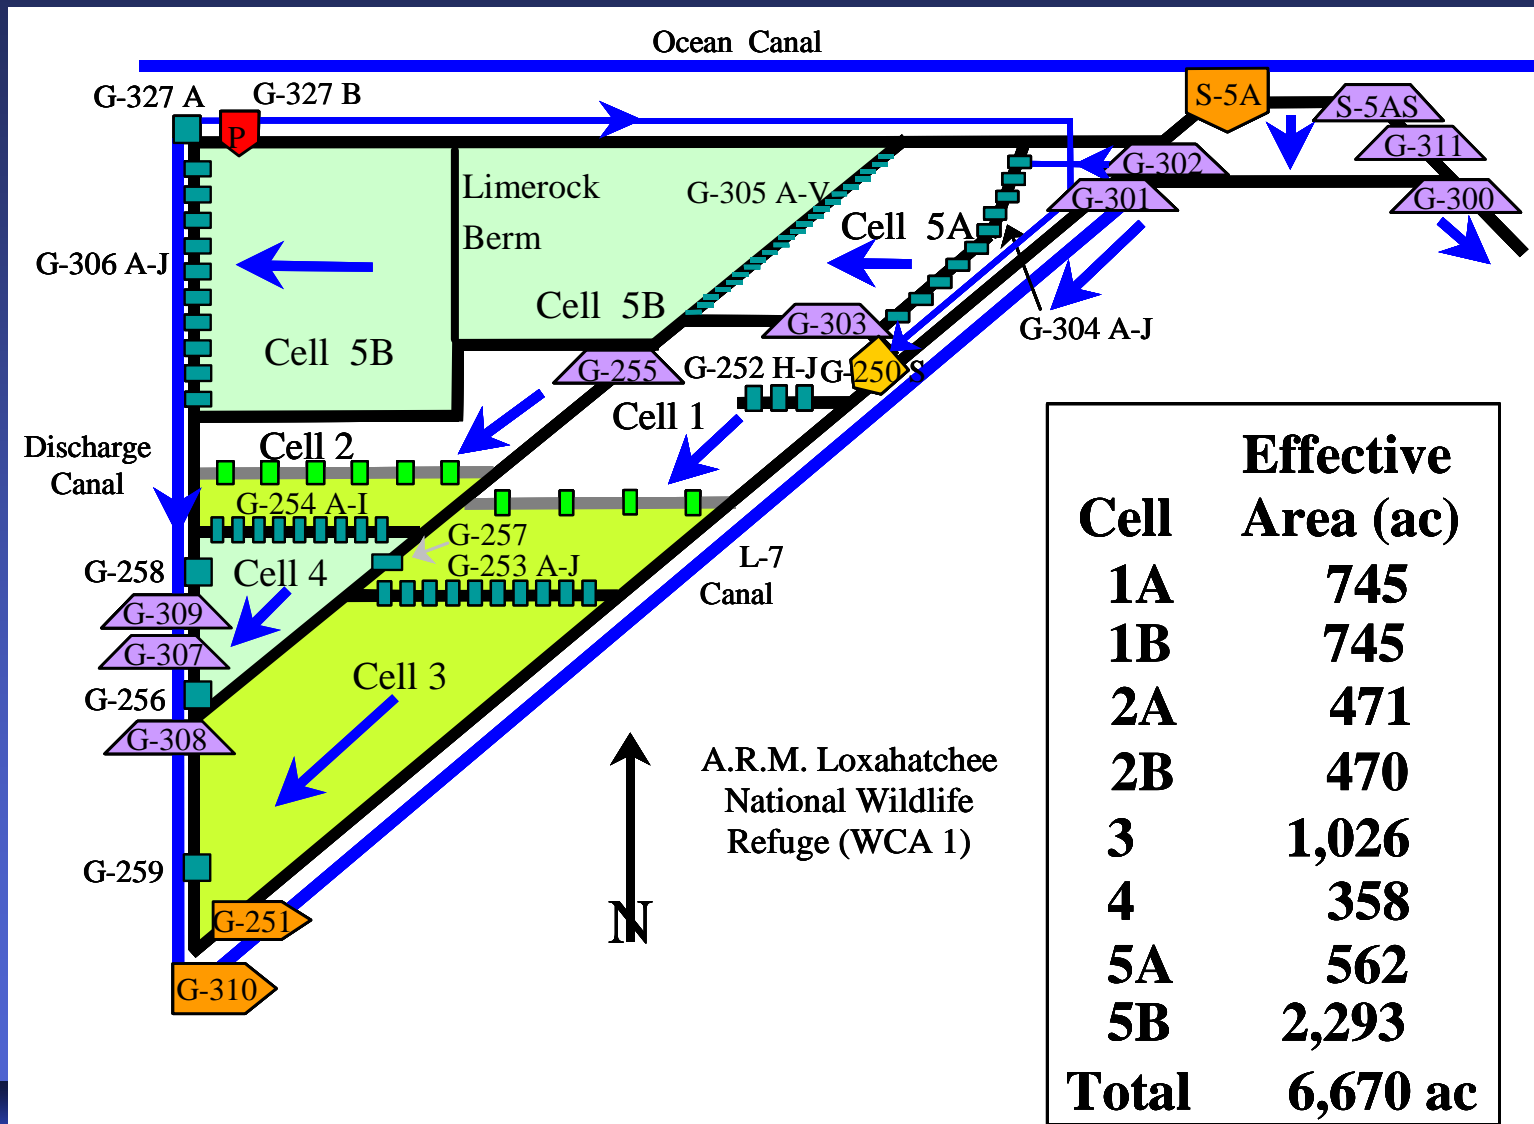 Ocean Canal
G-327 A
G-327 B
P
S-5A
S-5AS
G-311
G-302
G-301
G-300
Limerock
Berm
G-305 A-V
Cell 5A
G-306 A-J
Cell 5B
Cell 5B
G-303
G-304 A-J
G-255
G-252 H-J
G-250 S
Cell 1
Discharge
Canal
Cell 2
G-254 A-I
G-257
G-253 A-J
L-7
Canal
G-258
Cell 4
G-309
G-307
G-256
G-308
Cell 3
A.R.M. Loxahatchee
National Wildlife
Refuge (WCA 1)
N
G-259
G-251
G-310
Effective
Cell Area (ac)
1A 745
1B 745
2A 471
2B 470
3 1,026
4 358
5A 562
5B 2,293
Total 6,670 ac